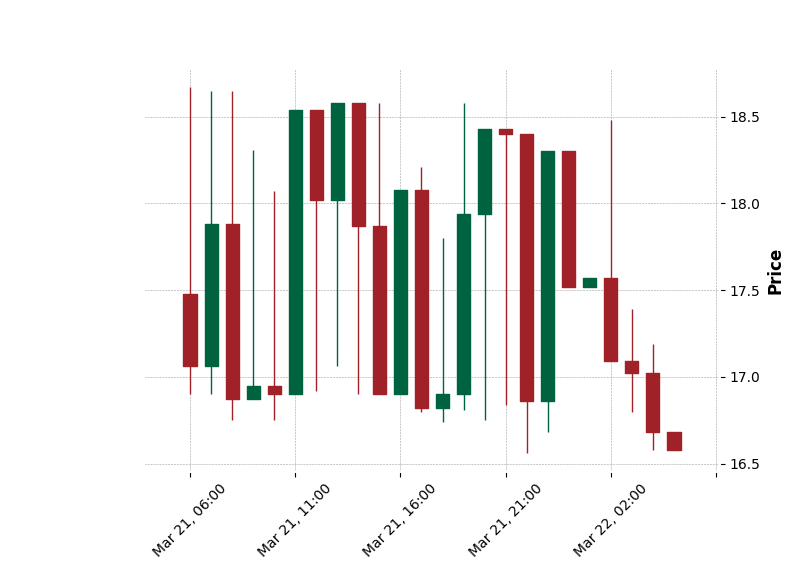 18.5
18.0
17.5
17.0
16.5
Price
Mar 21, 06:00
Mar 21, 11:00
Mar 21, 16:00
Mar 21, 21:00
Mar 22, 02:00